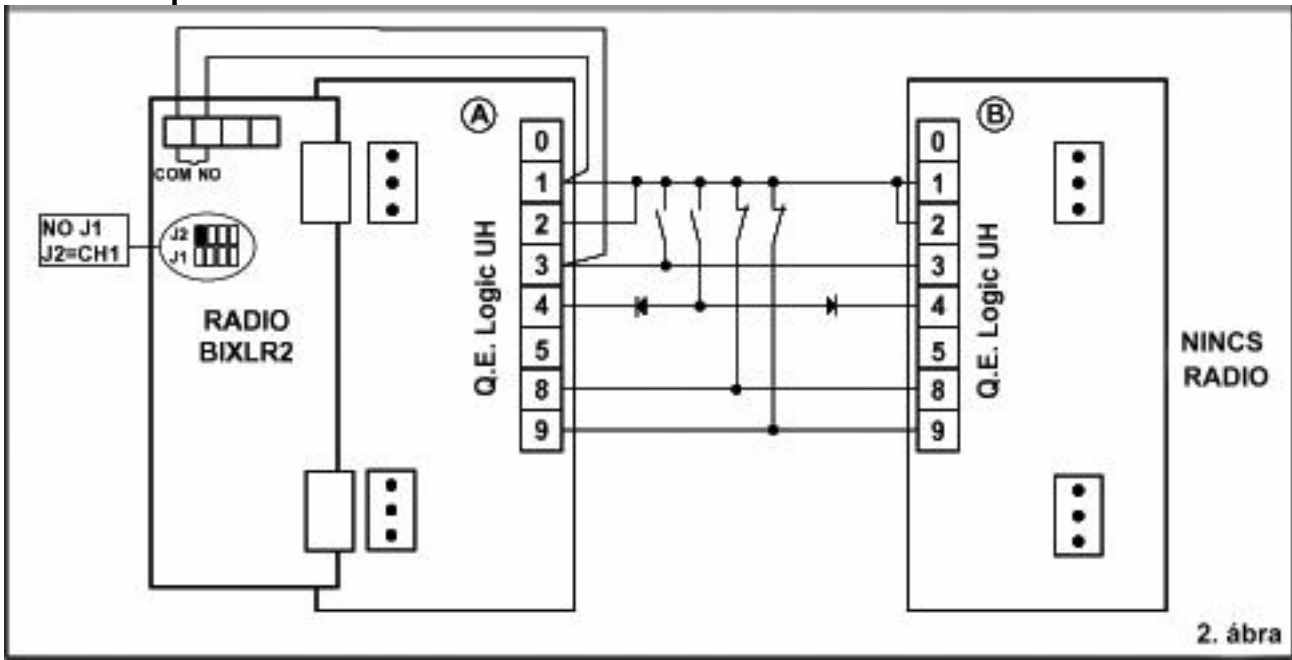 A
B
0
1
2
3
4
5
8
9
Q.E. Logic UH
0
1
2
3
4
5
8
9
Q.E. Logic UH
COM NO
NO J1
J2=CH1
J2
J1
RADIO
BIXLR2
NINCS
RADIO
2. ábra